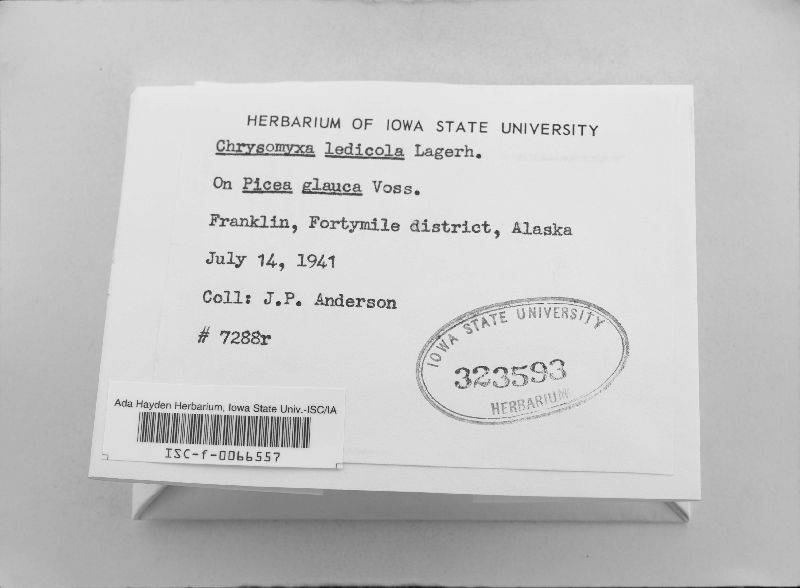 HERBARIUM OF IOWA STATE UNIVERSITY
Chrysomyxa ledicola Lagerh.
On Picea glauca Voss.
Franklin, Fortymile district, Alaska
July 14, 1941
Coll: J.P. Anderson
# 7288r
IOWA STATE UNIVERSITY
323593
HERBARIUM
Ada Hayden Herbarium, Iowa State Univ.-ISC/IA
ISC-f-0066557